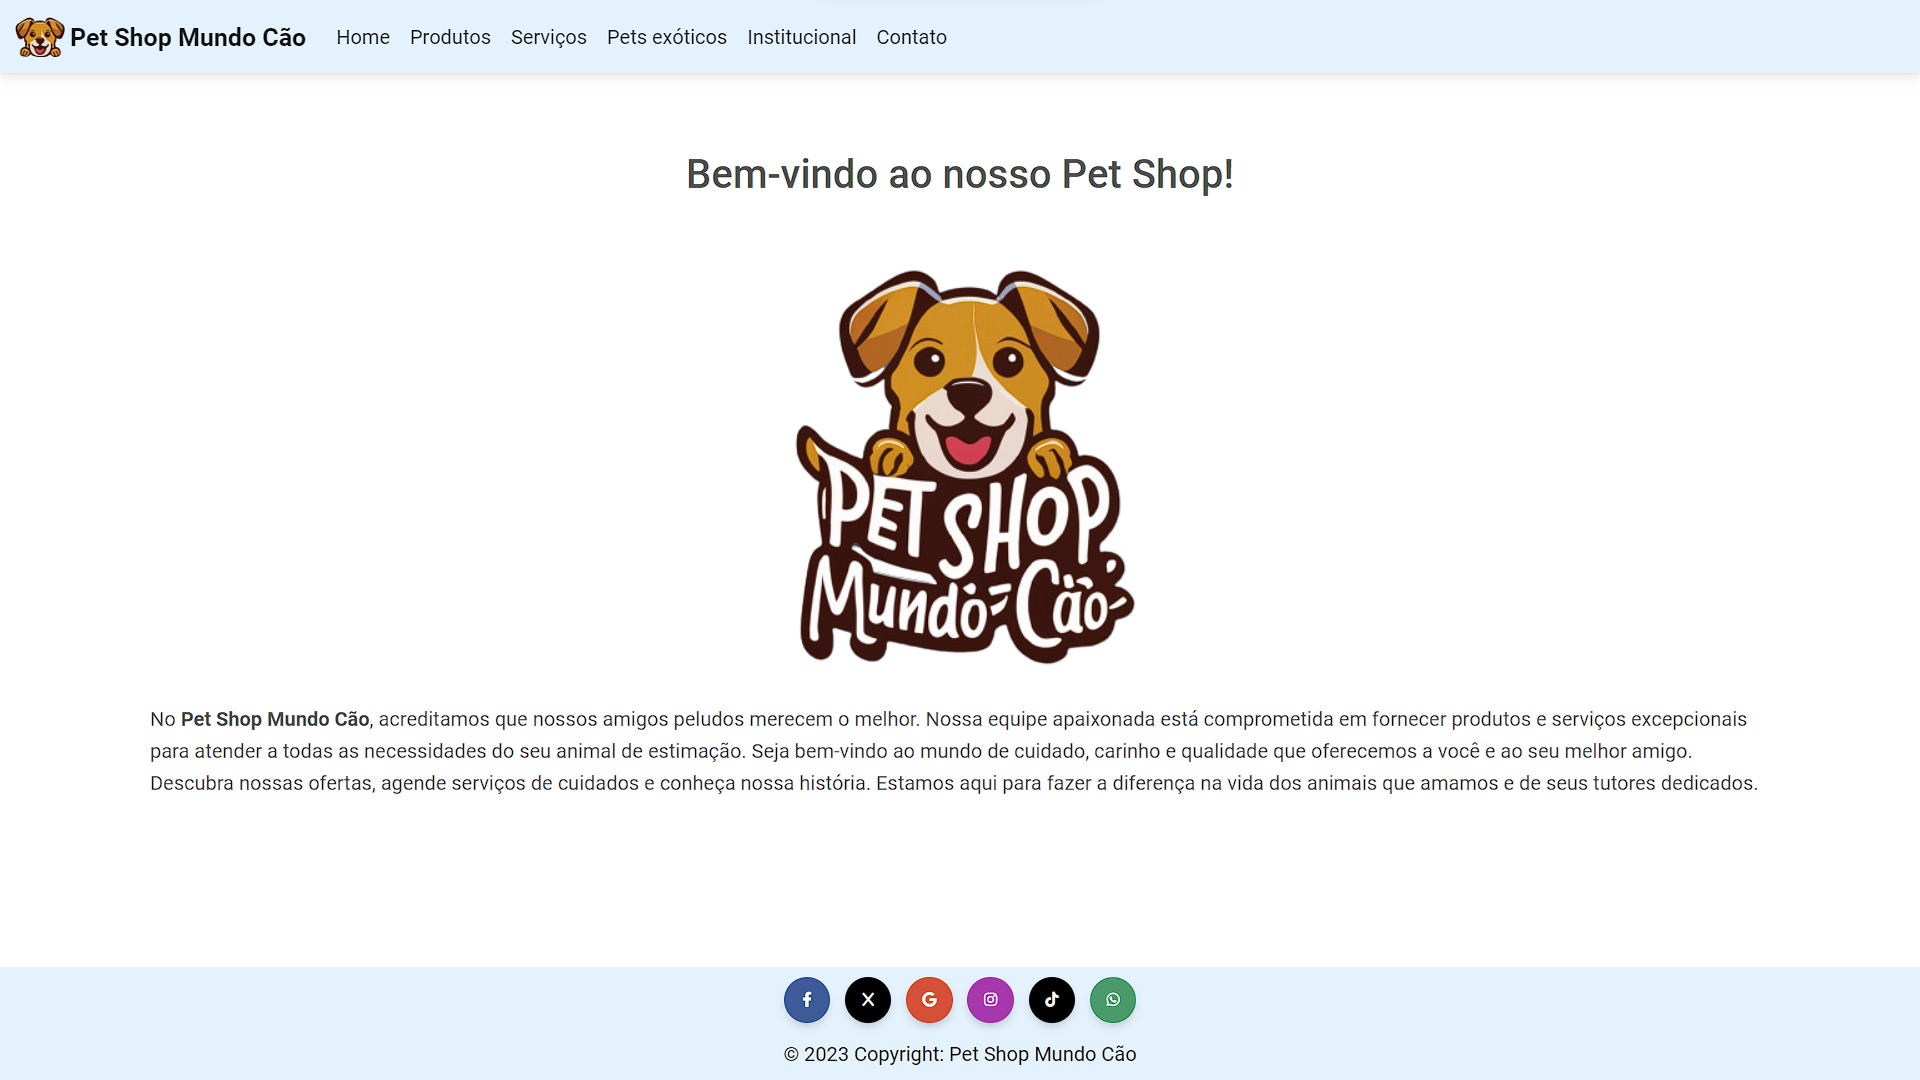 Pet Shop Mundo Cão
Home
Produtos
Serviços
Pets exóticos
Institucional
Contato
Bem-vindo ao nosso Pet Shop!
PET SHOP
Mundo Cão
No Pet Shop Mundo Cão, acreditamos que nossos amigos peludos merecem o melhor. Nossa equipe apaixonada está comprometida em fornecer produtos e serviços excepcionais
para atender a todas as necessidades do seu animal de estimação. Seja bem-vindo ao mundo de cuidado, carinho e qualidade que oferecemos a você e ao seu melhor amigo.
Descubra nossas ofertas, agende serviços de cuidados e conheça nossa história. Estamos aqui para fazer a diferença na vida dos animais que amamos e de seus tutores dedicados.
© 2023 Copyright: Pet Shop Mundo Cão